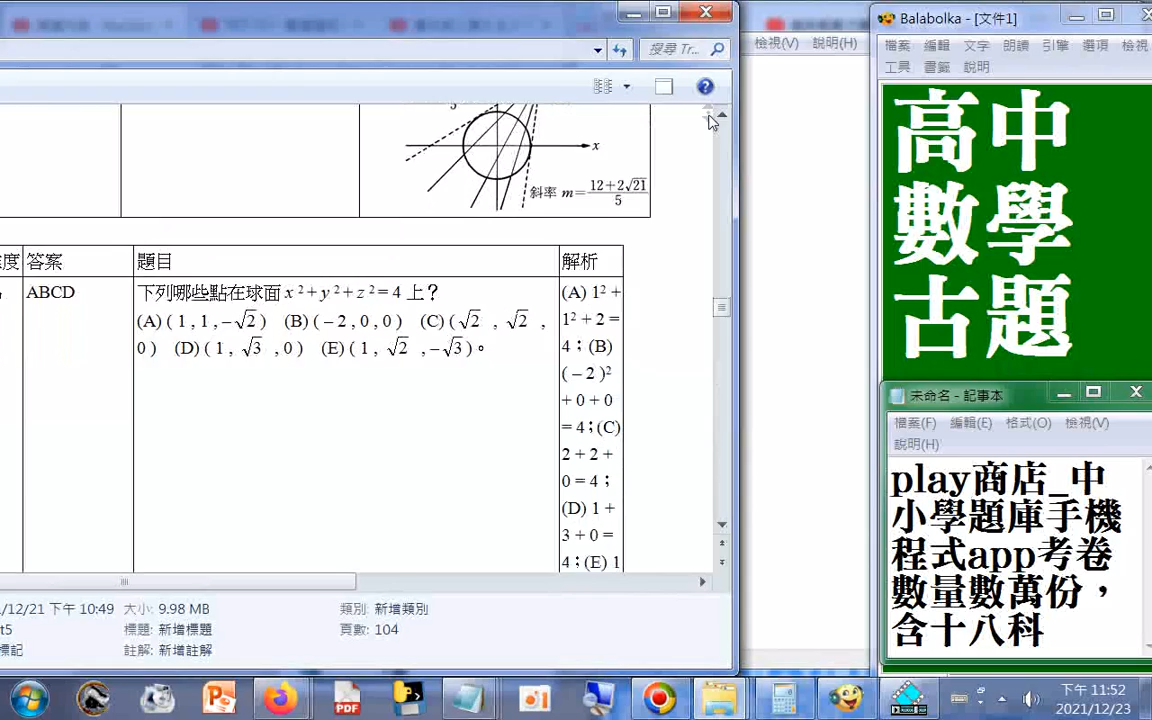 搜尋 Tr...
檢視(V) 說明(H)
Balabolka - [文件1]
檔案 編輯 文字 朗讀 引擎 選項 檢視
工具 書籤 說明
高中
數學
古題
x
斜率 m=(12+2√21)/5
答案 題目 解析
ABCD
下列哪些點在球面 x²+y²+z²=4 上?
(A) ( 1 , 1 , −√2 ) (B) ( − 2 , 0 , 0 ) (C) ( √2 , √2 ,
0 ) (D) ( 1 , √3 , 0 ) (E) ( 1 , √2 , −√3 )。
(A) 1² +
1² + 2 =
4;(B)
( − 2 )²
+ 0 + 0
= 4;(C)
2 + 2 +
0 = 4;
(D) 1 +
3 + 0 =
4;(E) 1
未命名 - 記事本
檔案(F) 編輯(E) 格式(O) 檢視(V)
說明(H)
play商店_中
小學題庫手機
程式app考卷
數量數萬份,
含十八科
/12/21 下午 10:49 大小: 9.98 MB 類別: 新增類別
t5 標題: 新增標題 頁數: 104
標記 註解: 新增註解
PDF
下午 11:52
2021/12/23